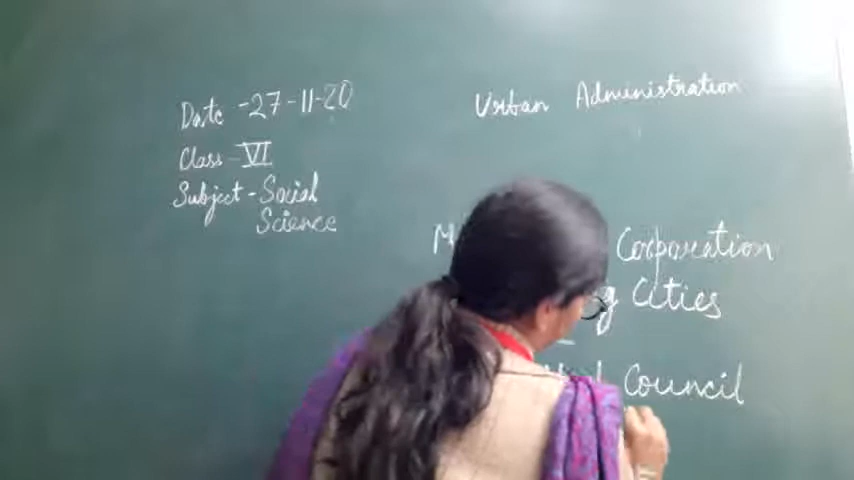 Date -27-11-20
Urban Administration
Class - VI
Subject - Social
Science
Corporation
Cities
Council